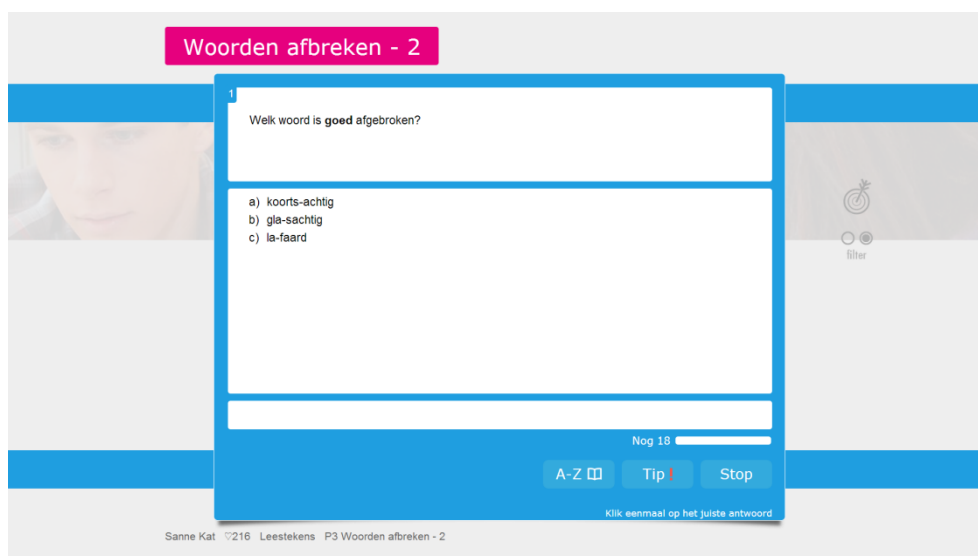 Woorden afbreken - 2
1
Welk woord is goed afgebroken?
a) koorts-achtig
b) gla-sachtig
c) la-faard
filter
Nog 18
A-Z
Tip !
Stop
Klik eenmaal op het juiste antwoord
Sanne Kat ♡216 Leestekens P3 Woorden afbreken - 2